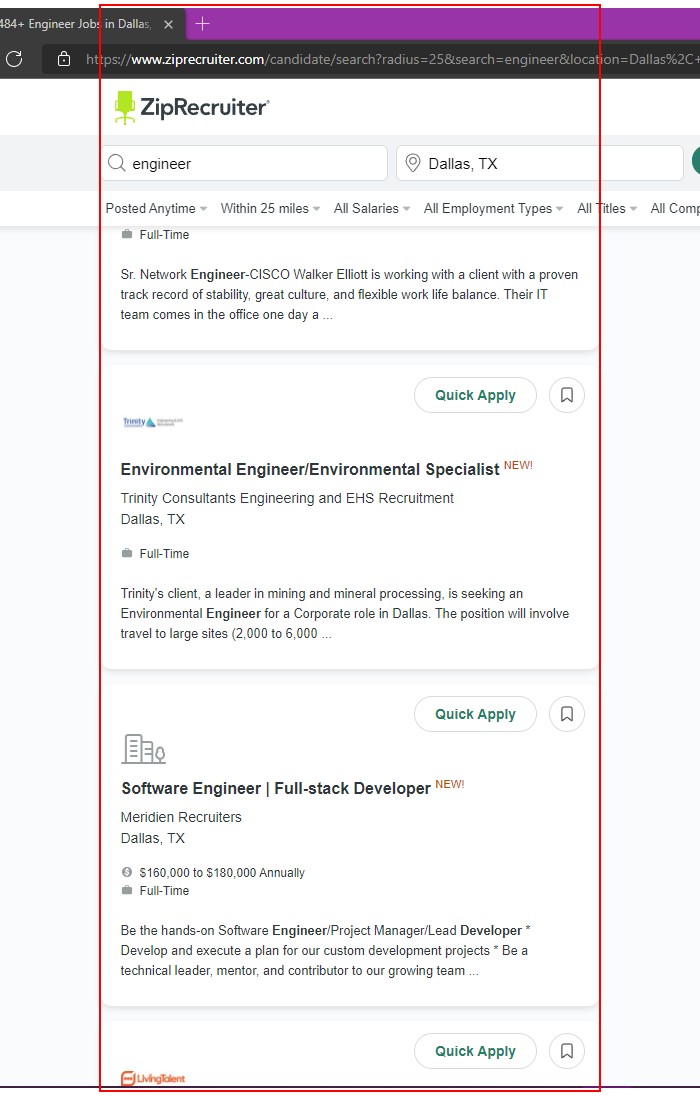 484+ Engineer Jobs in Dallas,
https://www.ziprecruiter.com/candidate/search?radius=25&search=engineer&location=Dallas%2C+
ZipRecruiter
engineer
Dallas, TX
Posted Anytime Within 25 miles All Salaries All Employment Types All Titles All Comp
Full-Time
Sr. Network Engineer-CISCO Walker Elliott is working with a client with a proven
track record of stability, great culture, and flexible work life balance. Their IT
team comes in the office one day a ...
Quick Apply
Trinity
Environmental Engineer/Environmental Specialist NEW!
Trinity Consultants Engineering and EHS Recruitment
Dallas, TX
Full-Time
Trinity's client, a leader in mining and mineral processing, is seeking an
Environmental Engineer for a Corporate role in Dallas. The position will involve
travel to large sites (2,000 to 6,000 ...
Quick Apply
Software Engineer | Full-stack Developer NEW!
Meridien Recruiters
Dallas, TX
$160,000 to $180,000 Annually
Full-Time
Be the hands-on Software Engineer/Project Manager/Lead Developer *
Develop and execute a plan for our custom development projects * Be a
technical leader, mentor, and contributor to our growing team ...
Quick Apply
LivingTalent